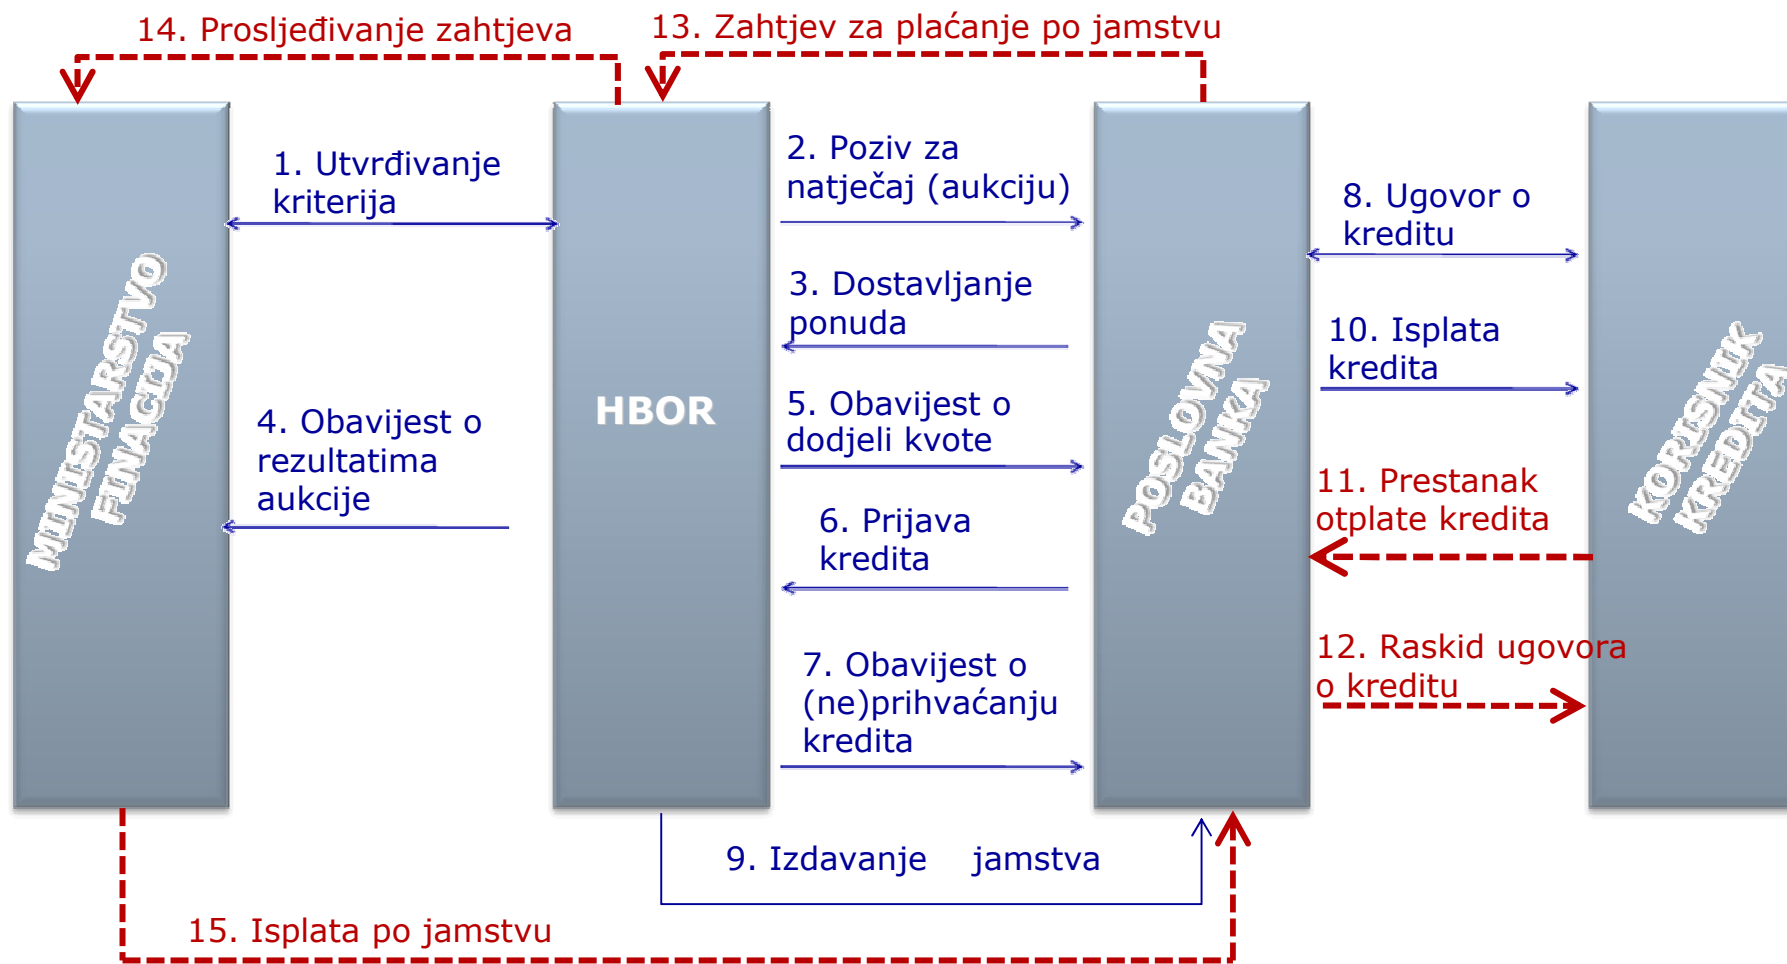 14. Prosljeđivanje zahtjeva
13. Zahtjev za plaćanje po jamstvu
1. Utvrđivanje
kriterija
2. Poziv za
natječaj (aukciju)
8. Ugovor o
kreditu
3. Dostavljanje
ponuda
10. Isplata
kredita
MINISTARSTVO
FINACIJA
HBOR
POSLOVNA
BANKA
KORISNIK
KREDITA
4. Obavijest o
rezultatima
aukcije
5. Obavijest o
dodjeli kvote
11. Prestanak
otplate kredita
6. Prijava
kredita
12. Raskid ugovora
o kreditu
7. Obavijest o
(ne)prihvaćanju
kredita
9. Izdavanje jamstva
15. Isplata po jamstvu